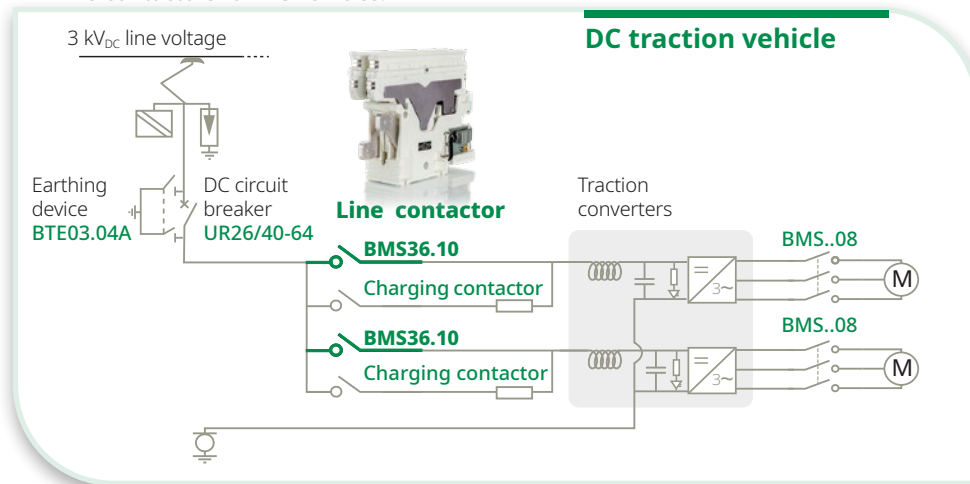 DC traction vehicle
3 kVDC line voltage
Earthing
device
BTE03.04A
DC circuit
breaker
UR26/40-64
Line contactor
Traction
converters
BMS36.10
Charging contactor
BMS36.10
Charging contactor
=
3~
=
3~
BMS..08
M
BMS..08
M